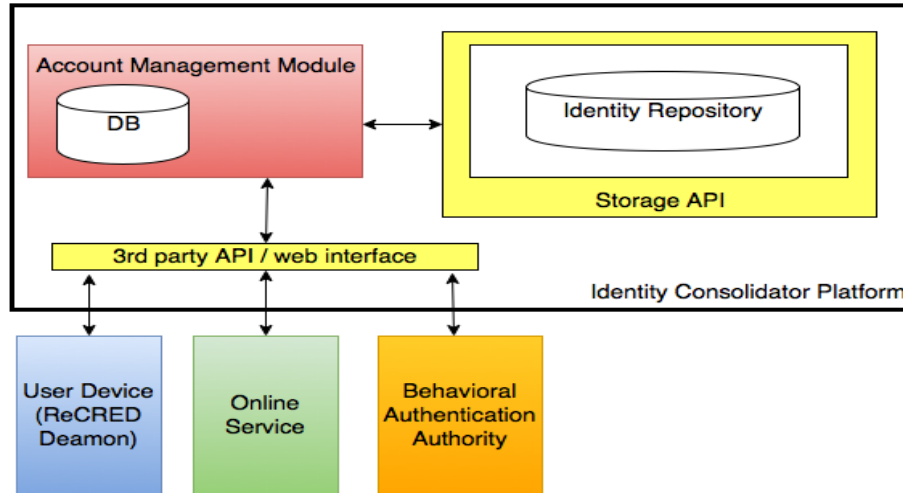 Account Management Module
DB
Identity Repository
Storage API
3rd party API / web interface
Identity Consolidator Platform
User Device
(ReCRED
Deamon)
Online
Service
Behavioral
Authentication
Authority